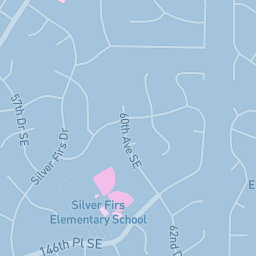 57th Dr SE
60th Ave SE
Silver Firs Dr
Silver Firs
Elementary School
146th Pl SE
62nd
E